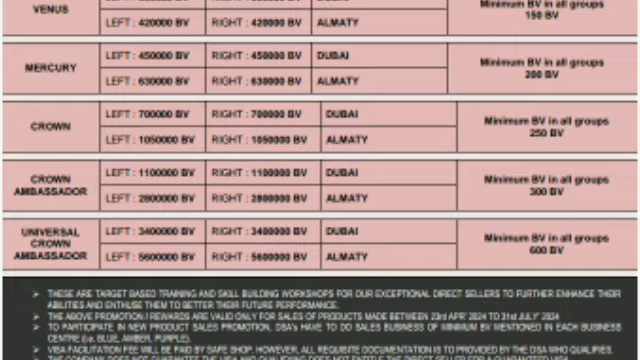 VENUS
LEFT : 420000 BV RIGHT : 420000 BV ALMATY
Minimum BV in all groups
150 BV
MERCURY
LEFT : 450000 BV RIGHT : 450000 BV DUBAI
LEFT : 630000 BV RIGHT : 630000 BV ALMATY
Minimum BV in all groups
200 BV
CROWN
LEFT : 700000 BV RIGHT : 700000 BV DUBAI
LEFT : 1050000 BV RIGHT : 1050000 BV ALMATY
Minimum BV in all groups
250 BV
CROWN
AMBASSADOR
LEFT : 1100000 BV RIGHT : 1100000 BV DUBAI
LEFT : 2800000 BV RIGHT : 2800000 BV ALMATY
Minimum BV in all groups
300 BV
UNIVERSAL
CROWN
AMBASSADOR
LEFT : 3400000 BV RIGHT : 3400000 BV DUBAI
LEFT : 5600000 BV RIGHT : 5600000 BV ALMATY
Minimum BV in all groups
600 BV
THESE ARE TARGET BASED TRAINING AND SKILL BUILDING WORKSHOPS FOR OUR EXCEPTIONAL DIRECT SELLERS TO FURTHER ENHANCE THEIR
ABILITIES AND ENTHUSE THEM TO BETTER THEIR FUTURE PERFORMANCE.
THE ABOVE PROMOTION / REWARDS ARE VALID ONLY FOR SALES OF PRODUCTS MADE BETWEEN 23rd APR' 2024 TO 31st JULY' 2024
TO PARTICIPATE IN NEW PRODUCT SALES PROMOTION, DSA's HAVE TO DO SALES BUSINESS OF MINIMUM BV MENTIONED IN EACH BUSINESS
CENTRE (i.e. BLUE, AMBER, PURPLE).
VISA FACILITATION FEE WILL BE PAID BY SAFE SHOP. HOWEVER, ALL REQUISITE DOCUMENTATION IS TO PROVIDED BY THE DSA WHO QUALIFIES.